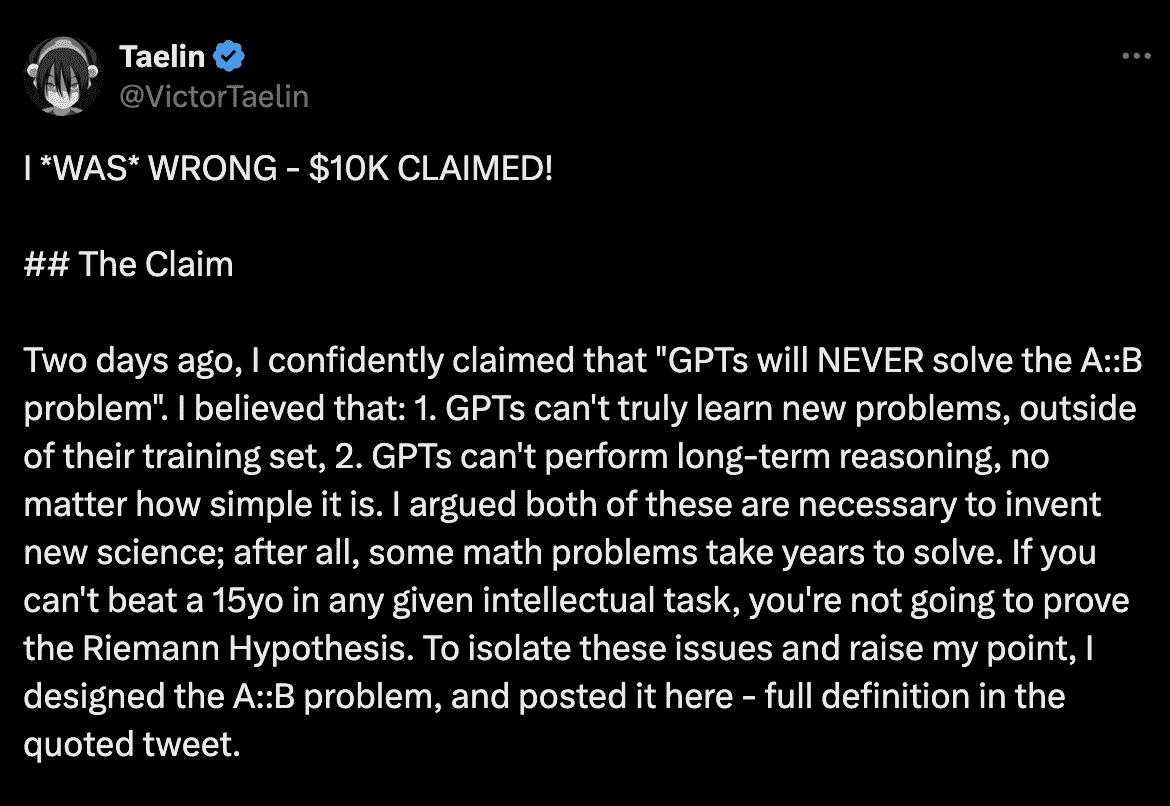 Taelin
@VictorTaelin
I *WAS* WRONG - $10K CLAIMED!
## The Claim
Two days ago, I confidently claimed that "GPTs will NEVER solve the A::B
problem". I believed that: 1. GPTs can't truly learn new problems, outside
of their training set, 2. GPTs can't perform long-term reasoning, no
matter how simple it is. I argued both of these are necessary to invent
new science; after all, some math problems take years to solve. If you
can't beat a 15yo in any given intellectual task, you're not going to prove
the Riemann Hypothesis. To isolate these issues and raise my point, I
designed the A::B problem, and posted it here - full definition in the
quoted tweet.